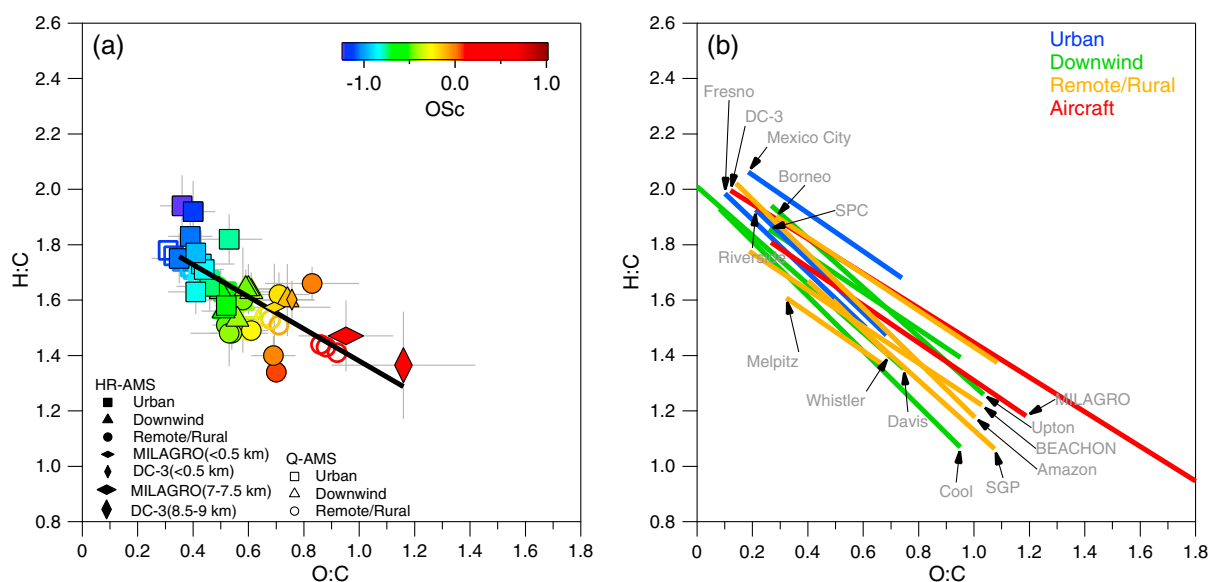 (a)
-1.0 0.0 1.0
OSc
2.6
2.4
2.2
2.0
1.8
1.6
1.4
1.2
1.0
0.8
H:C
HR-AMS
Urban
Downwind
Remote/Rural
MILAGRO(<0.5 km)
DC-3(<0.5 km)
MILAGRO(7-7.5 km)
DC-3(8.5-9 km)
Q-AMS
Urban
Downwind
Remote/Rural
0 0.2 0.4 0.6 0.8 1.0 1.2 1.4 1.6 1.8
O:C
(b)
Urban
Downwind
Remote/Rural
Aircraft
2.6
2.4
2.2
2.0
1.8
1.6
1.4
1.2
1.0
0.8
H:C
Fresno
DC-3
Mexico City
Borneo
SPC
Riverside
Melpitz
Whistler
Davis
MILAGRO
Upton
BEACHON
Amazon
SGP
Cool
0 0.2 0.4 0.6 0.8 1.0 1.2 1.4 1.6 1.8
O:C